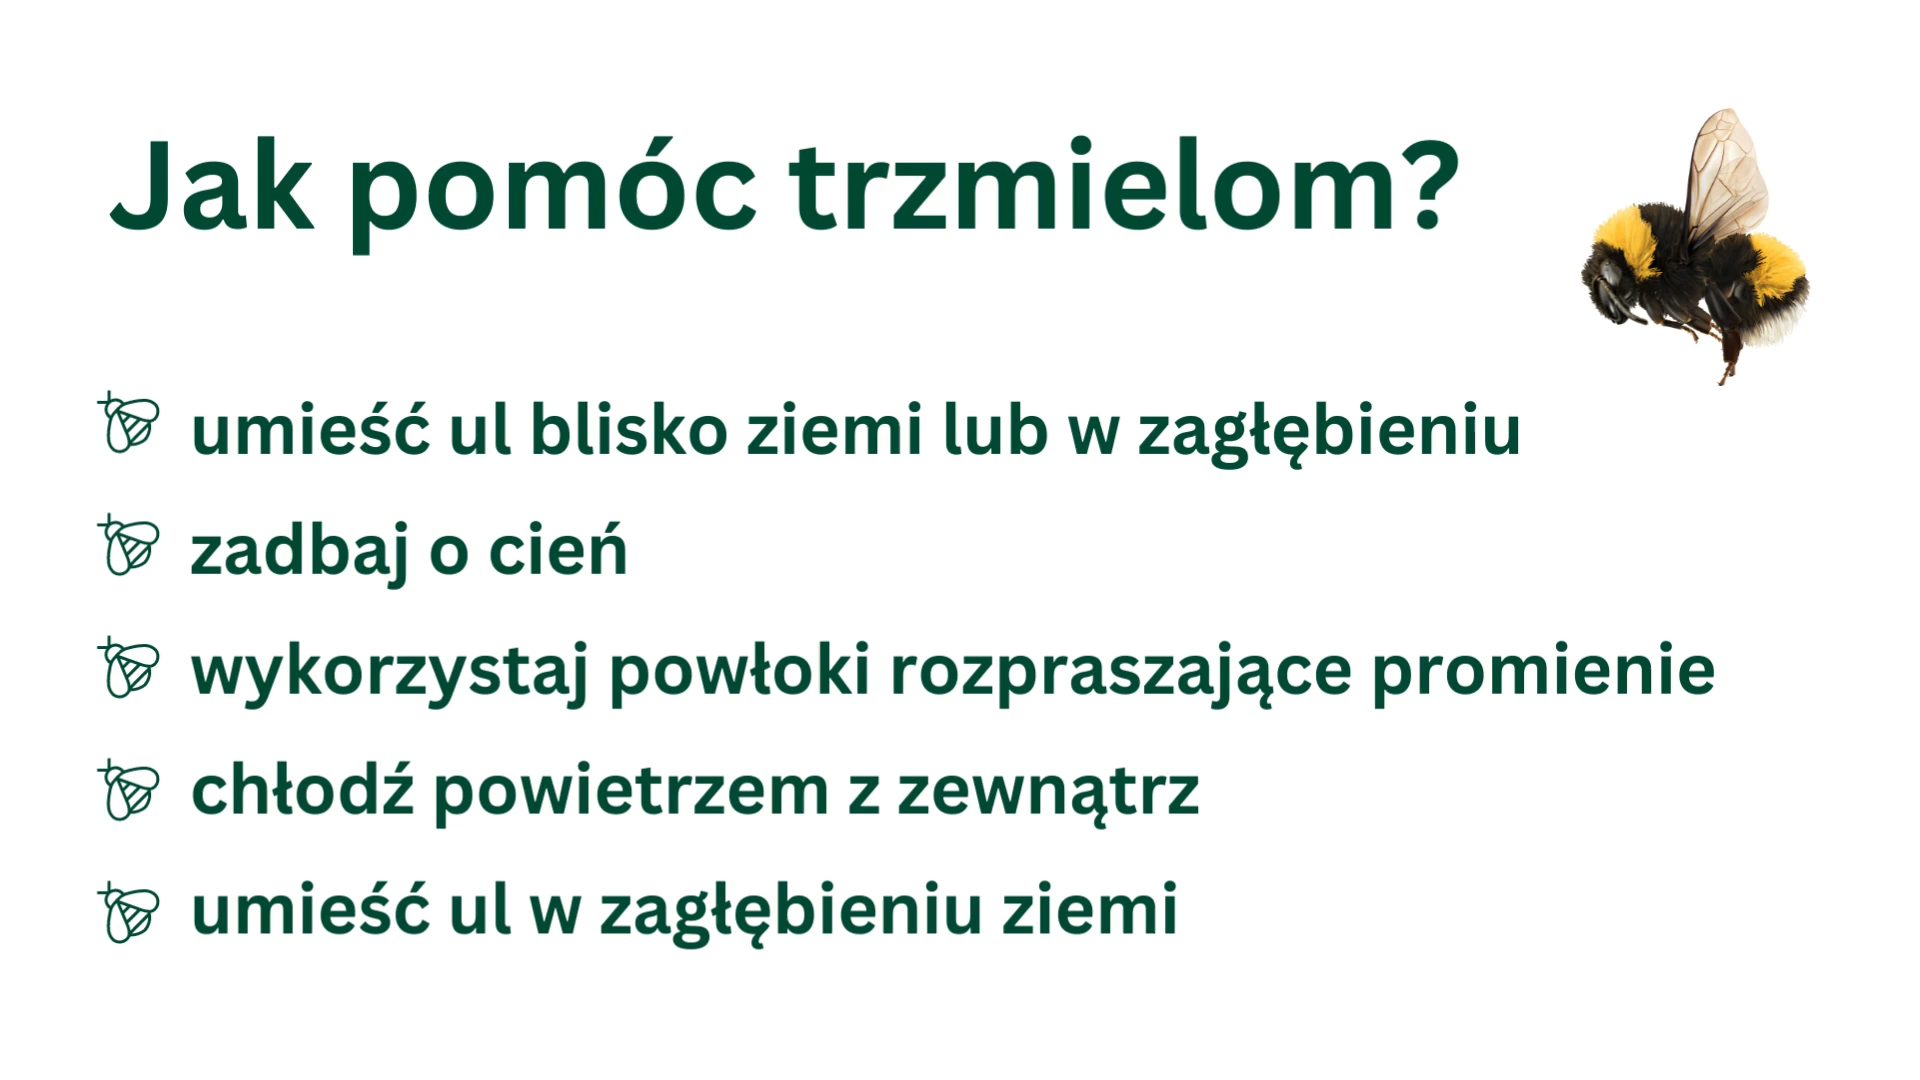 Jak pomóc trzmielom?
umieść ul blisko ziemi lub w zagłębieniu
zadbaj o cień
wykorzystaj powłoki rozpraszające promienie
chłodź powietrzem z zewnątrz
umieść ul w zagłębieniu ziemi